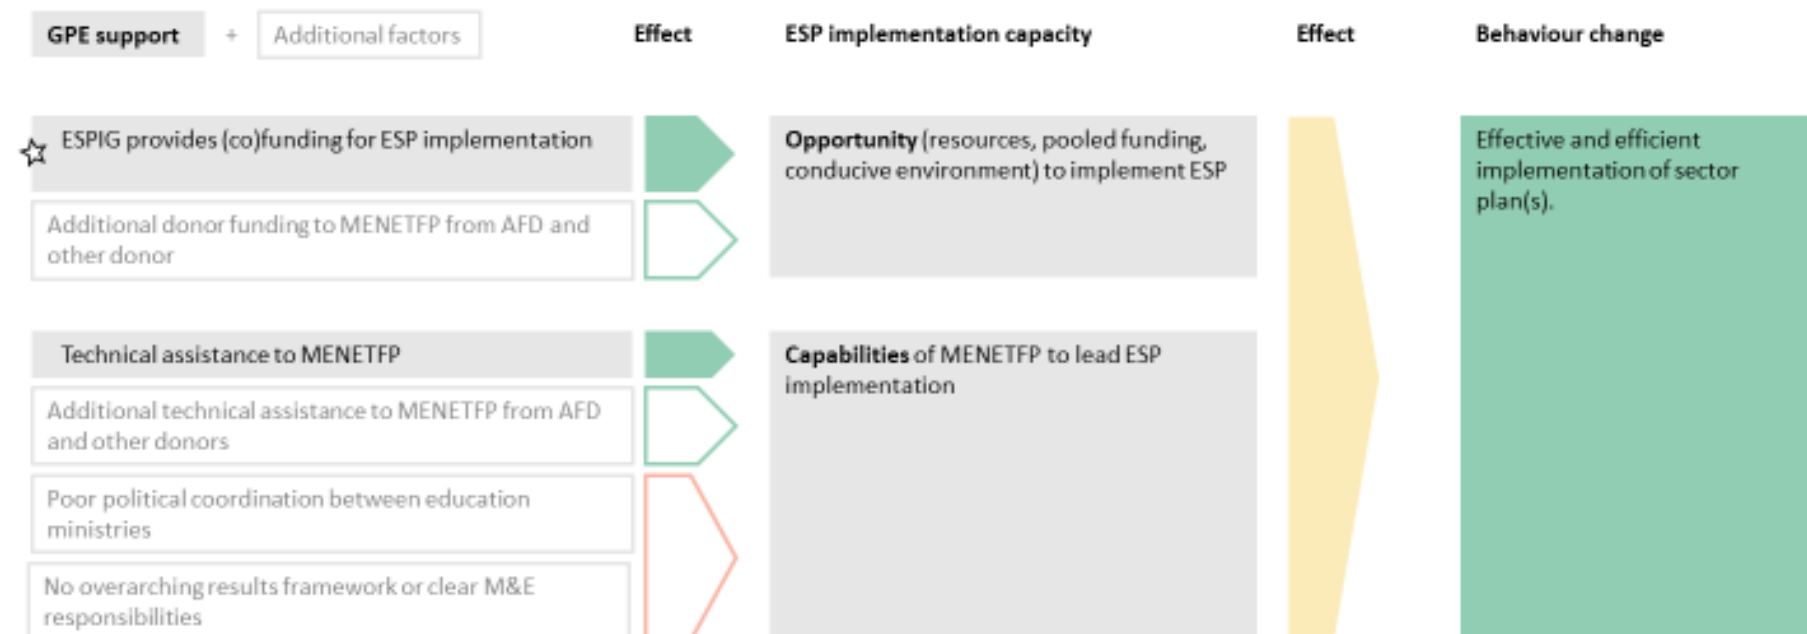 GPE support + Additional factors Effect ESP implementation capacity Effect Behaviour change
ESPIG provides (co)funding for ESP implementation
Additional donor funding to MENETFP from AFD and
other donor
Opportunity (resources, pooled funding,
conducive environment) to implement ESP
Technical assistance to MENETFP
Additional technical assistance to MENETFP from AFD
and other donors
Poor political coordination between education
ministries
No overarching results framework or clear M&E
responsibilities
Capabilities of MENETFP to lead ESP
implementation
Effective and efficient
implementation of sector
plan(s).